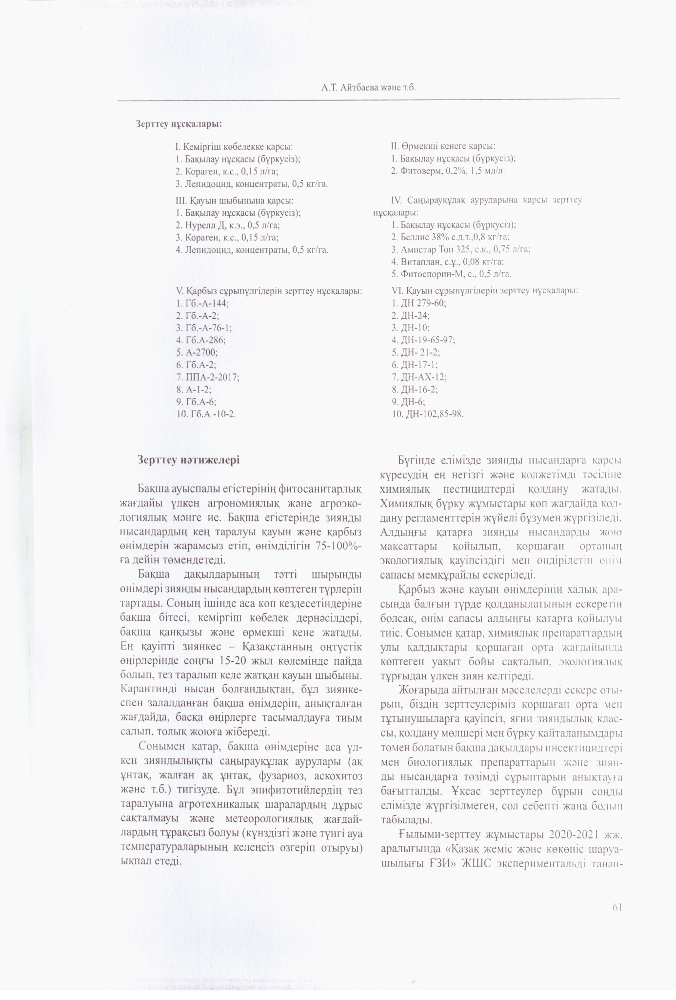 А.Т. Айтбаева және т.б.
Зерттеу нұсқалары:
I. Кеміргіш көбелекке қарсы:
1. Бақылау нұсқасы (бүркусіз);
2. Кораген, к.с., 0,15 л/га;
3. Лепидоцид, концентраты, 0,5 кг/га.
II. Өрмекші кенеге қарсы:
1. Бақылау нұсқасы (бүркусіз);
2. Фитоверм, 0,2%, 1,5 мл/л.
III. Қауын шыбынына қарсы:
1. Бақылау нұсқасы (бүркусіз);
2. Нурелл Д, к.э., 0,5 л/га;
3. Кораген, к.с., 0,15 л/га;
4. Лепидоцид, концентраты, 0,5 кг/га.
IV. Саңырауқұлақ ауруларына қарсы зерттеу
нұсқалары:
1. Бақылау нұсқасы (бүркусіз);
2. Беллис 38% с.д.т.,0,8 кг/га;
3. Амистар Топ 325, с.к., 0,75 л/га;
4. Витаплан, с.ұ., 0,08 кг/га;
5. Фитоспорин-М, с., 0,5 л/га.
V. Қарбыз сұрыпүлгілерін зерттеу нұсқалары:
1. Гб.-А-144;
2. Гб.-А-2;
3. Гб.-А-76-1;
4. Гб.А-286;
5. А-2700;
6. Гб.А-2;
7. ППА-2-2017;
8. А-1-2;
9. Гб.А-6;
10. Гб.А -10-2.
VI. Қауын сұрыпүлгілерін зерттеу нұсқалары:
1. ДН 279-60;
2. ДН-24;
3. ДН-10;
4. ДН-19-65-97;
5. ДН- 21-2;
6. ДН-17-1;
7. ДН-АХ-12;
8. ДН-16-2;
9. ДН-6;
10. ДН-102,85-98.
Зерттеу нәтижелері
Бақша ауыспалы егістерінің фитосанитарлық
жағдайы үлкен агрономиялық және агроэко-
логиялық мәнге ие. Бақша егістерінде зиянды
нысандардың кең таралуы қауын және қарбыз
өнімдерін жарамсыз етіп, өнімділігін 75-100%-
ға дейін төмендетеді.
Бақша дақылдарының тәтті шырынды
өнімдері зиянды нысандардың көптеген түрлерін
тартады. Соның ішінде аса көп кездесетіндеріне
бақша бітесі, кеміргіш көбелек дернәсілдері,
бақша қанқызы және өрмекші кене жатады.
Ең қауіпті зиянкес – Қазақстанның оңтүстік
өңірлерінде соңғы 15-20 жыл көлемінде пайда
болып, тез таралып келе жатқан қауын шыбыны.
Карантинді нысан болғандықтан, бұл зиянке-
спен залалданған бақша өнімдерін, анықталған
жағдайда, басқа өңірлерге тасымалдауға тиым
салып, толық жоюға жібереді.
Сонымен қатар, бақша өнімдеріне аса үл-
кен зияндылықты саңырауқұлақ аурулары (ақ
ұнтақ, жалған ақ ұнтақ, фузариоз, аскохитоз
және т.б.) тигізуде. Бұл эпифитотийлердің тез
таралуына агротехникалық шаралардың дұрыс
сақталмауы және метеорологиялық жағдай-
лардың тұрақсыз болуы (күнздізгі және түнгі ауа
температураларының келеңсіз өзгеріп отыруы)
ықпал етеді.
Бүгінде елімізде зиянды нысандарға қарсы
күресудің ең негізгі және колжетімді тәсіліне
химиялық пестицидтерді қолдану жатады.
Химиялық бүрку жұмыстары көп жағдайда қол-
дану регламенттерін жүйелі бұзумен жүргізіледі.
Алдыңғы қатарға зиянды нысандарды жою
мақсаттары қойылып, қоршаған ортаның
экологиялық қауіпсіздігі мен өндірілетін өнім
сапасы мемқұрайлы ескеріледі.
Қарбыз және қауын өнімдерінің халық ара-
сында балғын түрде қолданылатынын ескеретін
болсақ, өнім сапасы алдыңғы қатарға қойылуы
тиіс. Сонымен қатар, химиялық препараттардың
улы қалдықтары қоршаған орта жағдайында
көптеген уақыт бойы сақталып, экологиялық
тұрғыдан үлкен зиян келтіреді.
Жоғарыда айтылған мәселелерді ескере оты-
рып, біздің зерттеулеріміз қоршаған орта мен
тұтынушыларға қауіпсіз, яғни зияндылық клас-
сы, қолдану мөлшері мен бүрку қайталанымдары
төмен болатын бақша дақылдары инсектицидтері
мен биологиялық препараттарын және зиян-
ды нысандарға төзімді сұрыптарын анықтауға
бағытталды. Ұқсас зерттеулер бұрын соңды
елімізде жүргізілмеген, сол себепті жаңа болып
табылады.
Ғылыми-зерттеу жұмыстары 2020-2021 жж.
аралығында «Қазақ жеміс және көкөніс шаруа-
шылығы ҒЗИ» ЖШС экспериментальді танап-
61